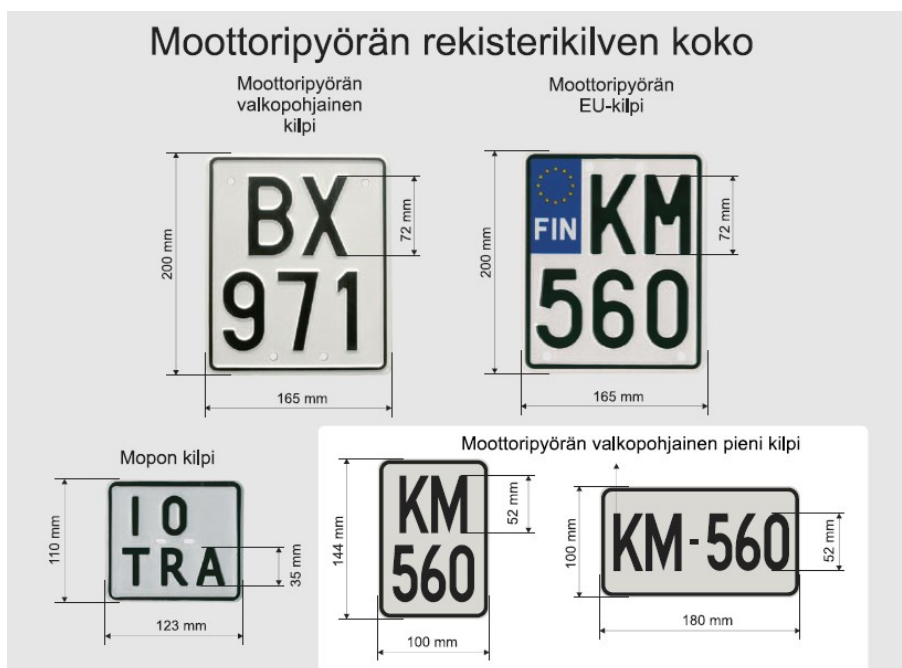 Moottoripyörän rekisterikilven koko
Moottoripyörän
valkopohjainen
kilpi
200 mm
BX
971
72 mm
165 mm
Moottoripyörän
EU-kilpi
200 mm
FIN
KM
560
72 mm
165 mm
Mopon kilpi
110 mm
IO
TRA
35 mm
123 mm
Moottoripyörän valkopohjainen pieni kilpi
144 mm
KM
560
52 mm
100 mm
100 mm
KM-560
52 mm
180 mm